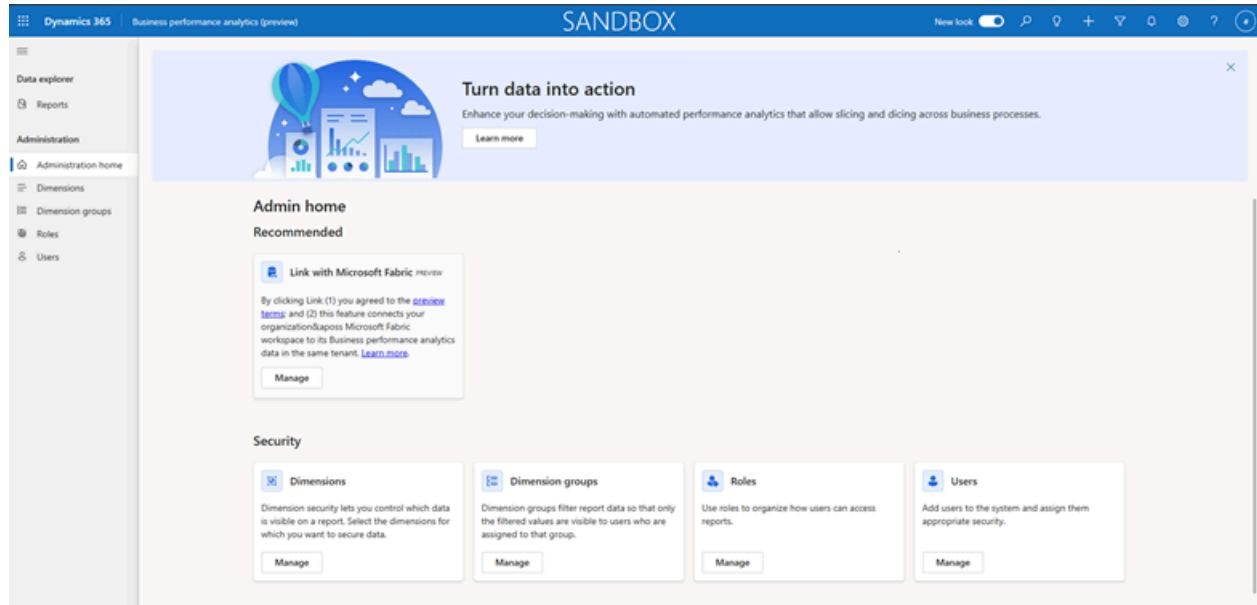 Dynamics 365 Business performance analytics (preview) SANDBOX New look
Data explorer
Reports
Administration
Administration home
Dimensions
Dimension groups
Roles
Users
Turn data into action
Enhance your decision-making with automated performance analytics that allow slicing and dicing across business processes.
Learn more
Admin home
Recommended
Link with Microsoft Fabric PREVIEW
By clicking Link (1) you agreed to the preview
terms: and (2) this feature connects your
organization&aposs Microsoft Fabric
workspace to its Business performance analytics
data in the same tenant. Learn more.
Manage
Security
Dimensions
Dimension security lets you control which data
is visible on a report. Select the dimensions for
which you want to secure data.
Manage
Dimension groups
Dimension groups filter report data so that only
the filtered values are visible to users who are
assigned to that group.
Manage
Roles
Use roles to organize how users can access
reports.
Manage
Users
Add users to the system and assign them
appropriate security.
Manage